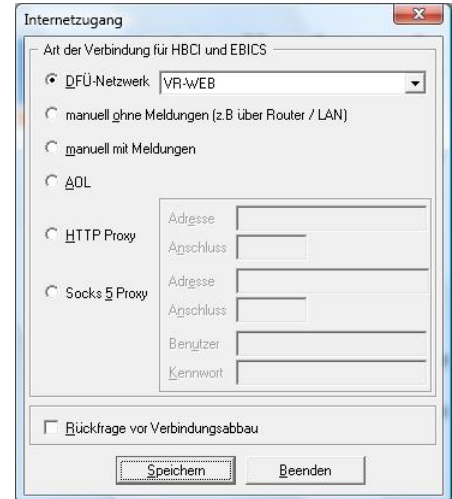 Internetzugang
Art der Verbindung für HBCI und EBICS
DFÜ-Netzwerk VR-WEB
manuell ohne Meldungen (z.B über Router / LAN)
manuell mit Meldungen
AOL
HTTP Proxy
Adresse
Anschluss
Socks 5 Proxy
Adresse
Anschluss
Benutzer
Kennwort
Rückfrage vor Verbindungsabbau
Speichern Beenden